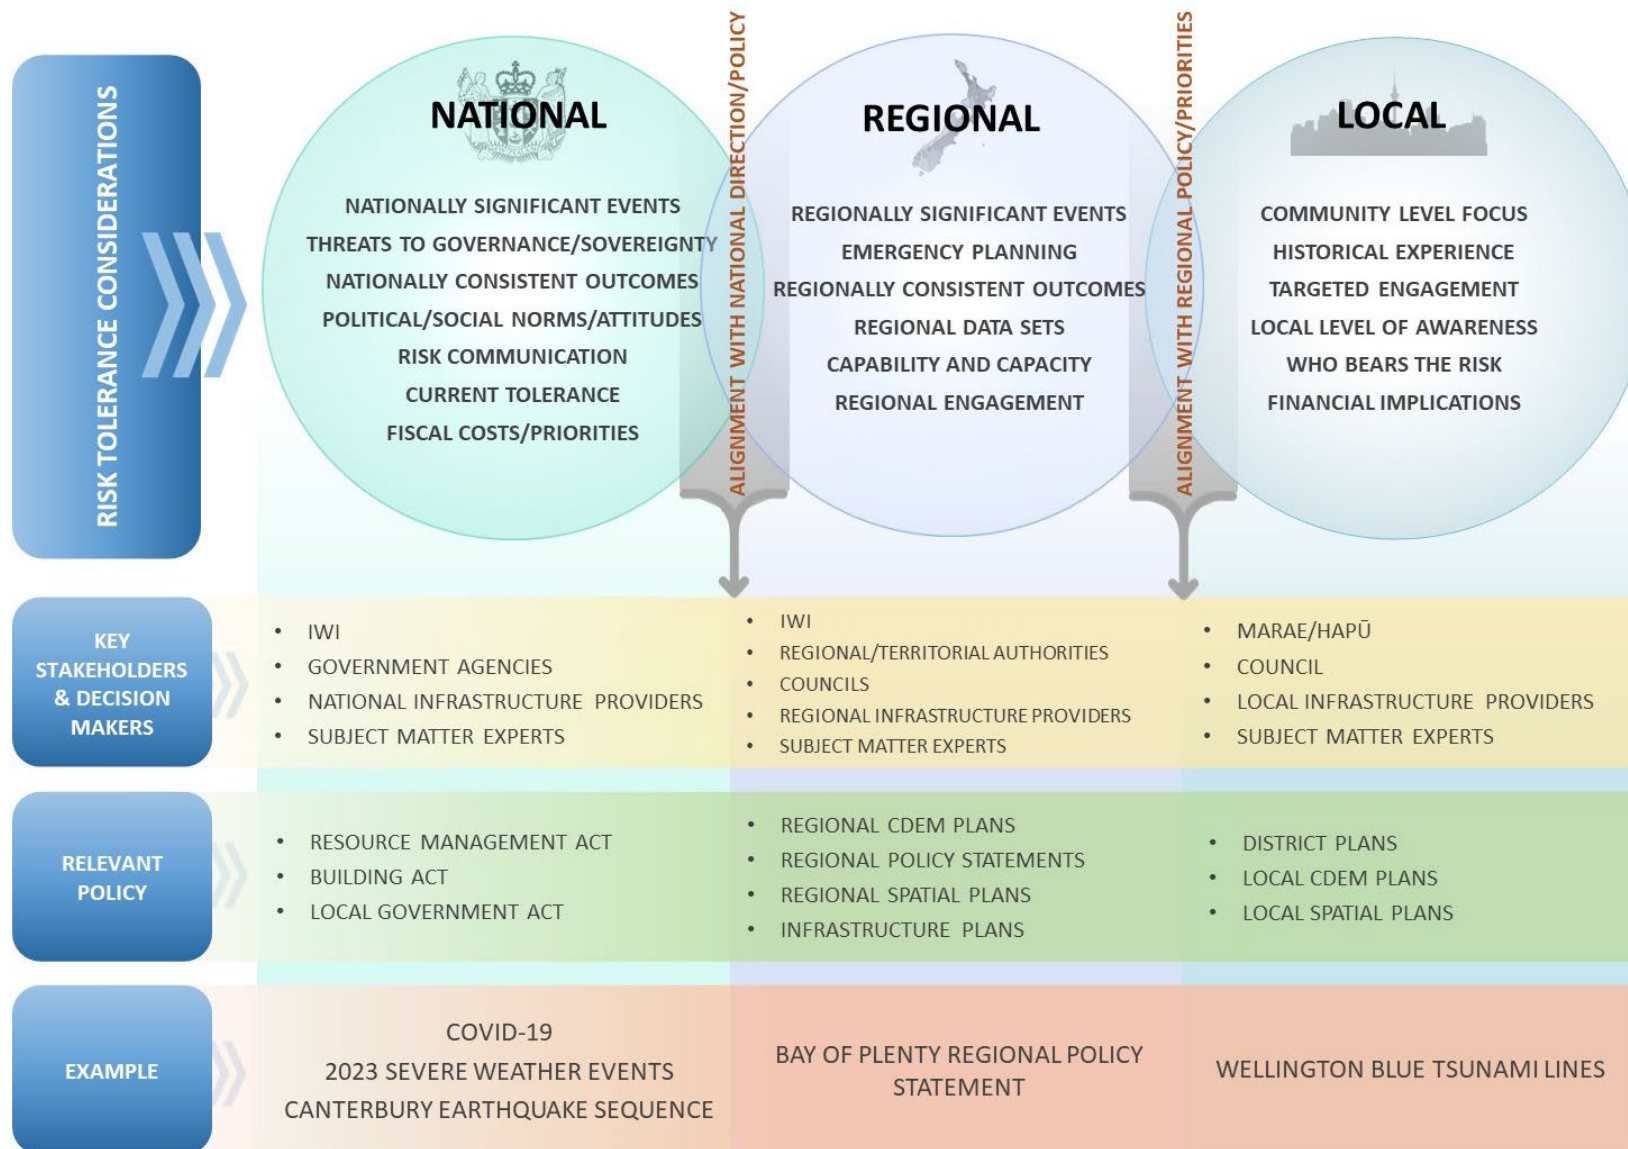 RISK TOLERANCE CONSIDERATIONS
NATIONAL
NATIONALLY SIGNIFICANT EVENTS
THREATS TO GOVERNANCE/SOVEREIGNTY
NATIONALLY CONSISTENT OUTCOMES
POLITICAL/SOCIAL NORMS/ATTITUDES
RISK COMMUNICATION
CURRENT TOLERANCE
FISCAL COSTS/PRIORITIES
ALIGNMENT WITH NATIONAL DIRECTION/POLICY
REGIONAL
REGIONALLY SIGNIFICANT EVENTS
EMERGENCY PLANNING
REGIONALLY CONSISTENT OUTCOMES
REGIONAL DATA SETS
CAPABILITY AND CAPACITY
REGIONAL ENGAGEMENT
ALIGNMENT WITH REGIONAL POLICY/PRIORITIES
LOCAL
COMMUNITY LEVEL FOCUS
HISTORICAL EXPERIENCE
TARGETED ENGAGEMENT
LOCAL LEVEL OF AWARENESS
WHO BEARS THE RISK
FINANCIAL IMPLICATIONS
KEY
STAKEHOLDERS
& DECISION
MAKERS
• IWI
• GOVERNMENT AGENCIES
• NATIONAL INFRASTRUCTURE PROVIDERS
• SUBJECT MATTER EXPERTS
• IWI
• REGIONAL/TERRITORIAL AUTHORITIES
• COUNCILS
• REGIONAL INFRASTRUCTURE PROVIDERS
• SUBJECT MATTER EXPERTS
• MARAE/HAPŪ
• COUNCIL
• LOCAL INFRASTRUCTURE PROVIDERS
• SUBJECT MATTER EXPERTS
RELEVANT
POLICY
• RESOURCE MANAGEMENT ACT
• BUILDING ACT
• LOCAL GOVERNMENT ACT
• REGIONAL CDEM PLANS
• REGIONAL POLICY STATEMENTS
• REGIONAL SPATIAL PLANS
• INFRASTRUCTURE PLANS
• DISTRICT PLANS
• LOCAL CDEM PLANS
• LOCAL SPATIAL PLANS
EXAMPLE
COVID-19
2023 SEVERE WEATHER EVENTS
CANTERBURY EARTHQUAKE SEQUENCE
BAY OF PLENTY REGIONAL POLICY
STATEMENT
WELLINGTON BLUE TSUNAMI LINES